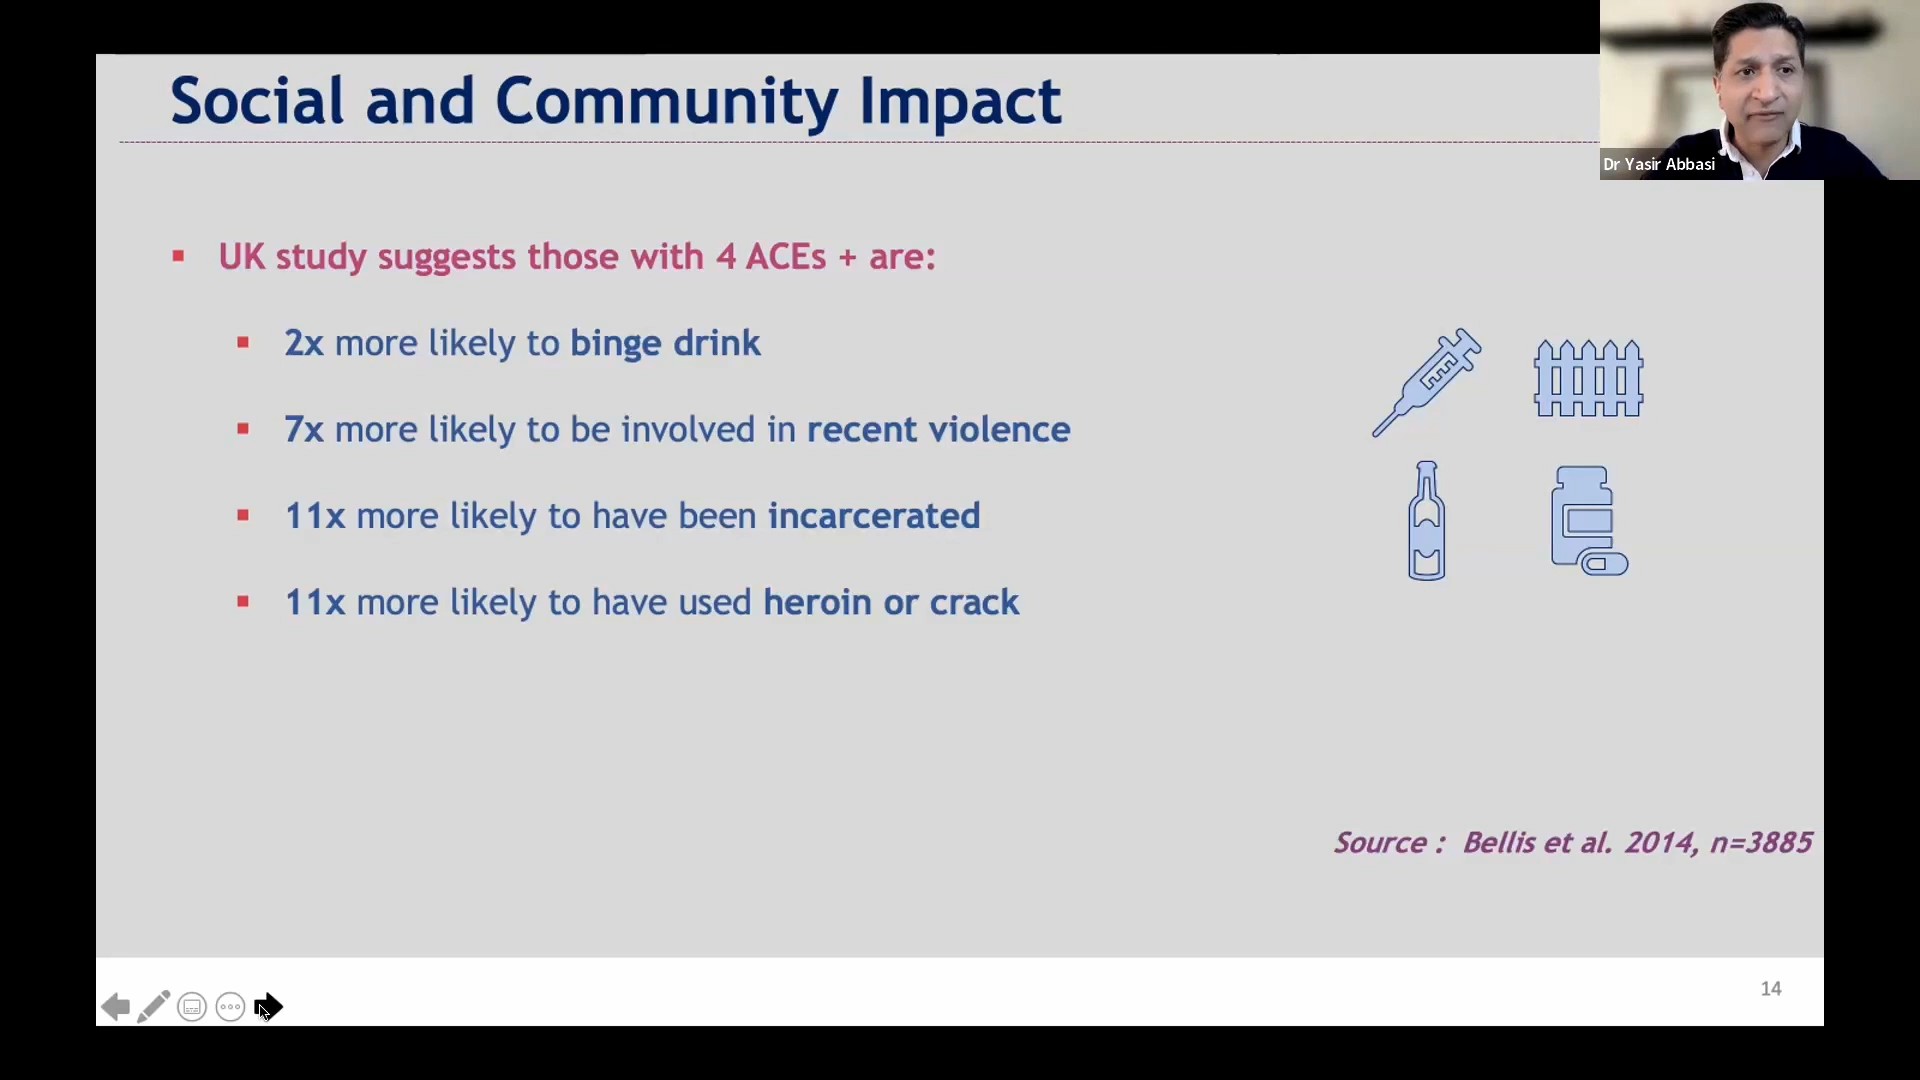 Social and Community Impact
Dr Yasir Abbasi
UK study suggests those with 4 ACEs + are:
2x more likely to binge drink
7x more likely to be involved in recent violence
11x more likely to have been incarcerated
11x more likely to have used heroin or crack
Source : Bellis et al. 2014, n=3885
14